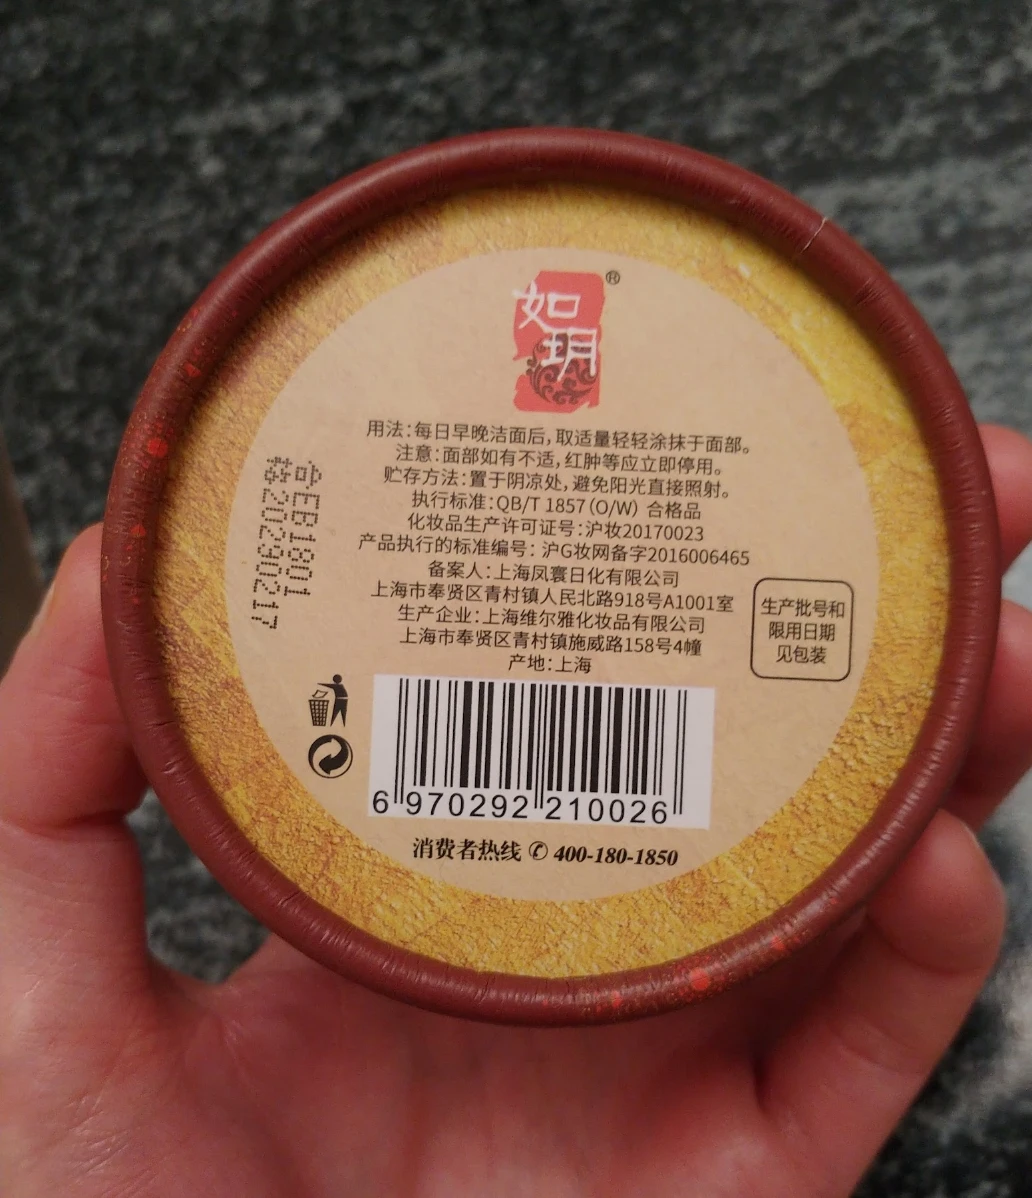 如玥®
用法：每日早晚洁面后，取适量轻轻涂抹于面部。
注意：面部如有不适，红肿等应立即停用。
贮存方法：置于阴凉处，避免阳光直接照射。
执行标准：QB/T 1857（O/W） 合格品
化妆品生产许可证号：沪妆20170023
产品执行的标准编号：沪G妆网备字2016006465
备案人：上海凤寰日化有限公司
上海市奉贤区青村镇人民北路918号A1001室
生产企业：上海维尔雅化妆品有限公司
上海市奉贤区青村镇施威路158号4幢
产地：上海
生产批号和
限用日期
见包装
合EB1801
20290217
6 970292 210026
消费者热线 ✆ 400-180-1850